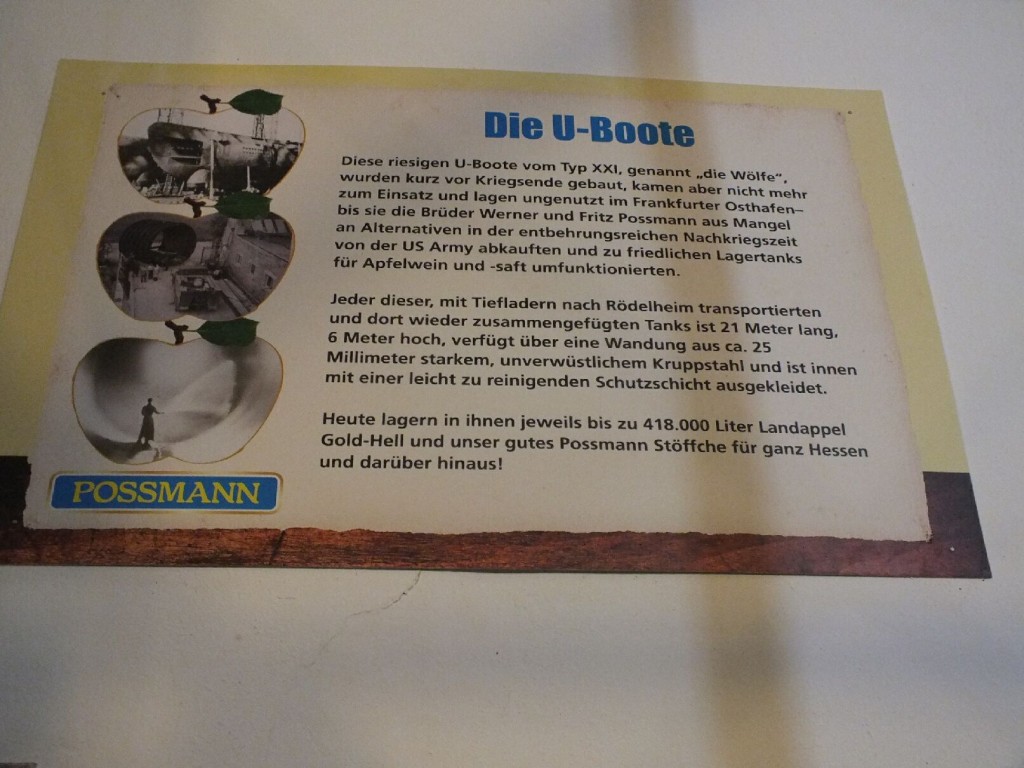 Die U-Boote
Diese riesigen U-Boote vom Typ XXI, genannt „die Wölfe“,
wurden kurz vor Kriegsende gebaut, kamen aber nicht mehr
zum Einsatz und lagen ungenutzt im Frankfurter Osthafen–
bis sie die Brüder Werner und Fritz Possmann aus Mangel
an Alternativen in der entbehrungsreichen Nachkriegszeit
von der US Army abkauften und zu friedlichen Lagertanks
für Apfelwein und -saft umfunktionierten.
Jeder dieser, mit Tiefladern nach Rödelheim transportierten
und dort wieder zusammengefügten Tanks ist 21 Meter lang,
6 Meter hoch, verfügt über eine Wandung aus ca. 25
Millimeter starkem, unverwüstlichem Kruppstahl und ist innen
mit einer leicht zu reinigenden Schutzschicht ausgekleidet.
Heute lagern in ihnen jeweils bis zu 418.000 Liter Landappel
Gold-Hell und unser gutes Possmann Stöffche für ganz Hessen
und darüber hinaus!
POSSMANN